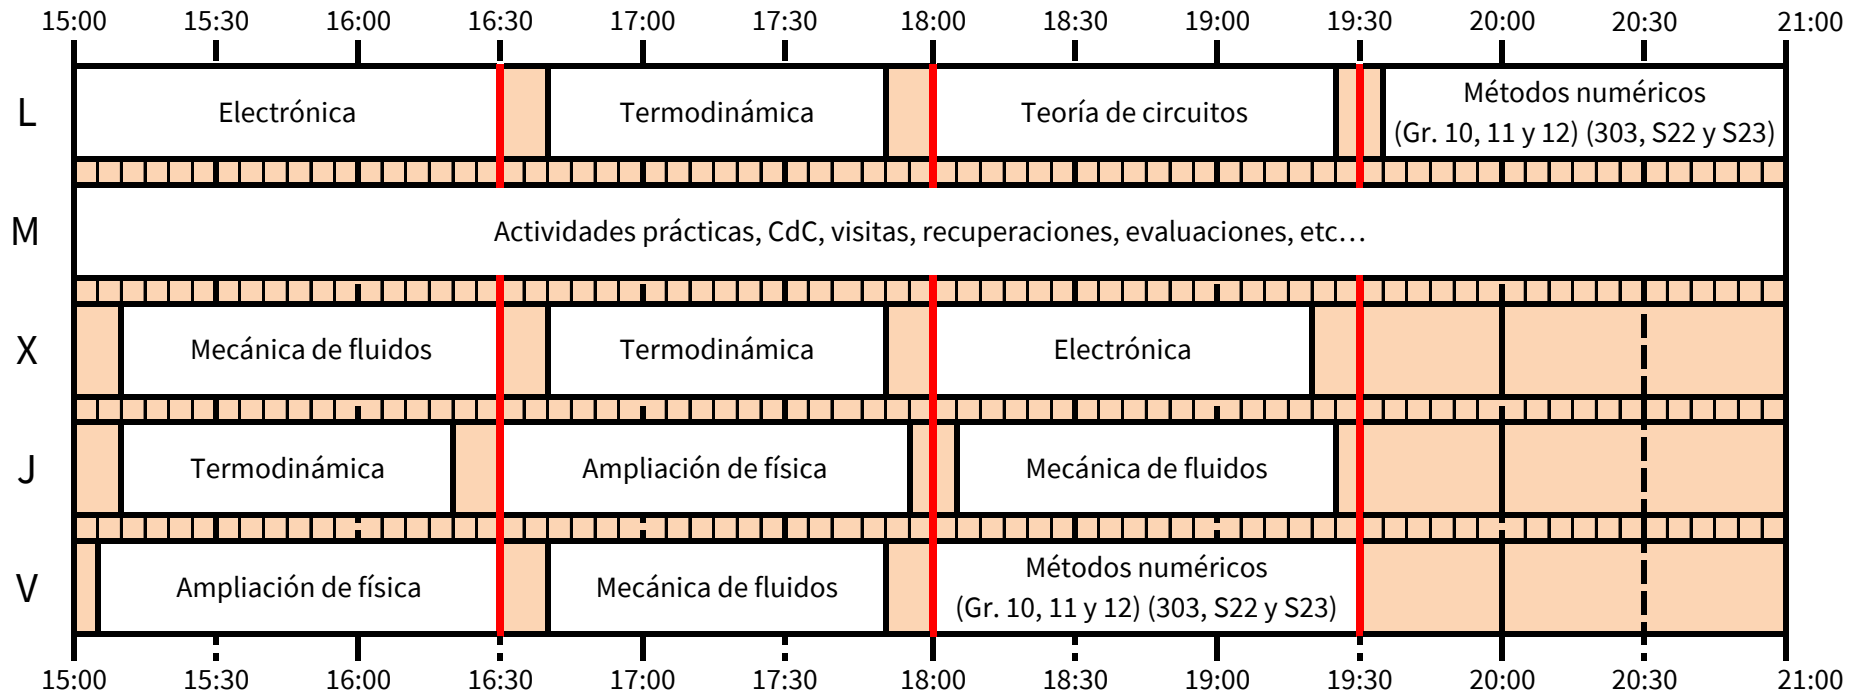 15:00 15:30 16:00 16:30 17:00 17:30 18:00 18:30 19:00 19:30 20:00 20:30 21:00
L
Electrónica
Termodinámica
Teoría de circuitos
Métodos numéricos
(Gr. 10, 11 y 12) (303, S22 y S23)
M
Actividades prácticas, CdC, visitas, recuperaciones, evaluaciones, etc…
X
Mecánica de fluidos
Termodinámica
Electrónica
J
Termodinámica
Ampliación de física
Mecánica de fluidos
V
Ampliación de física
Mecánica de fluidos
Métodos numéricos
(Gr. 10, 11 y 12) (303, S22 y S23)
15:00 15:30 16:00 16:30 17:00 17:30 18:00 18:30 19:00 19:30 20:00 20:30 21:00